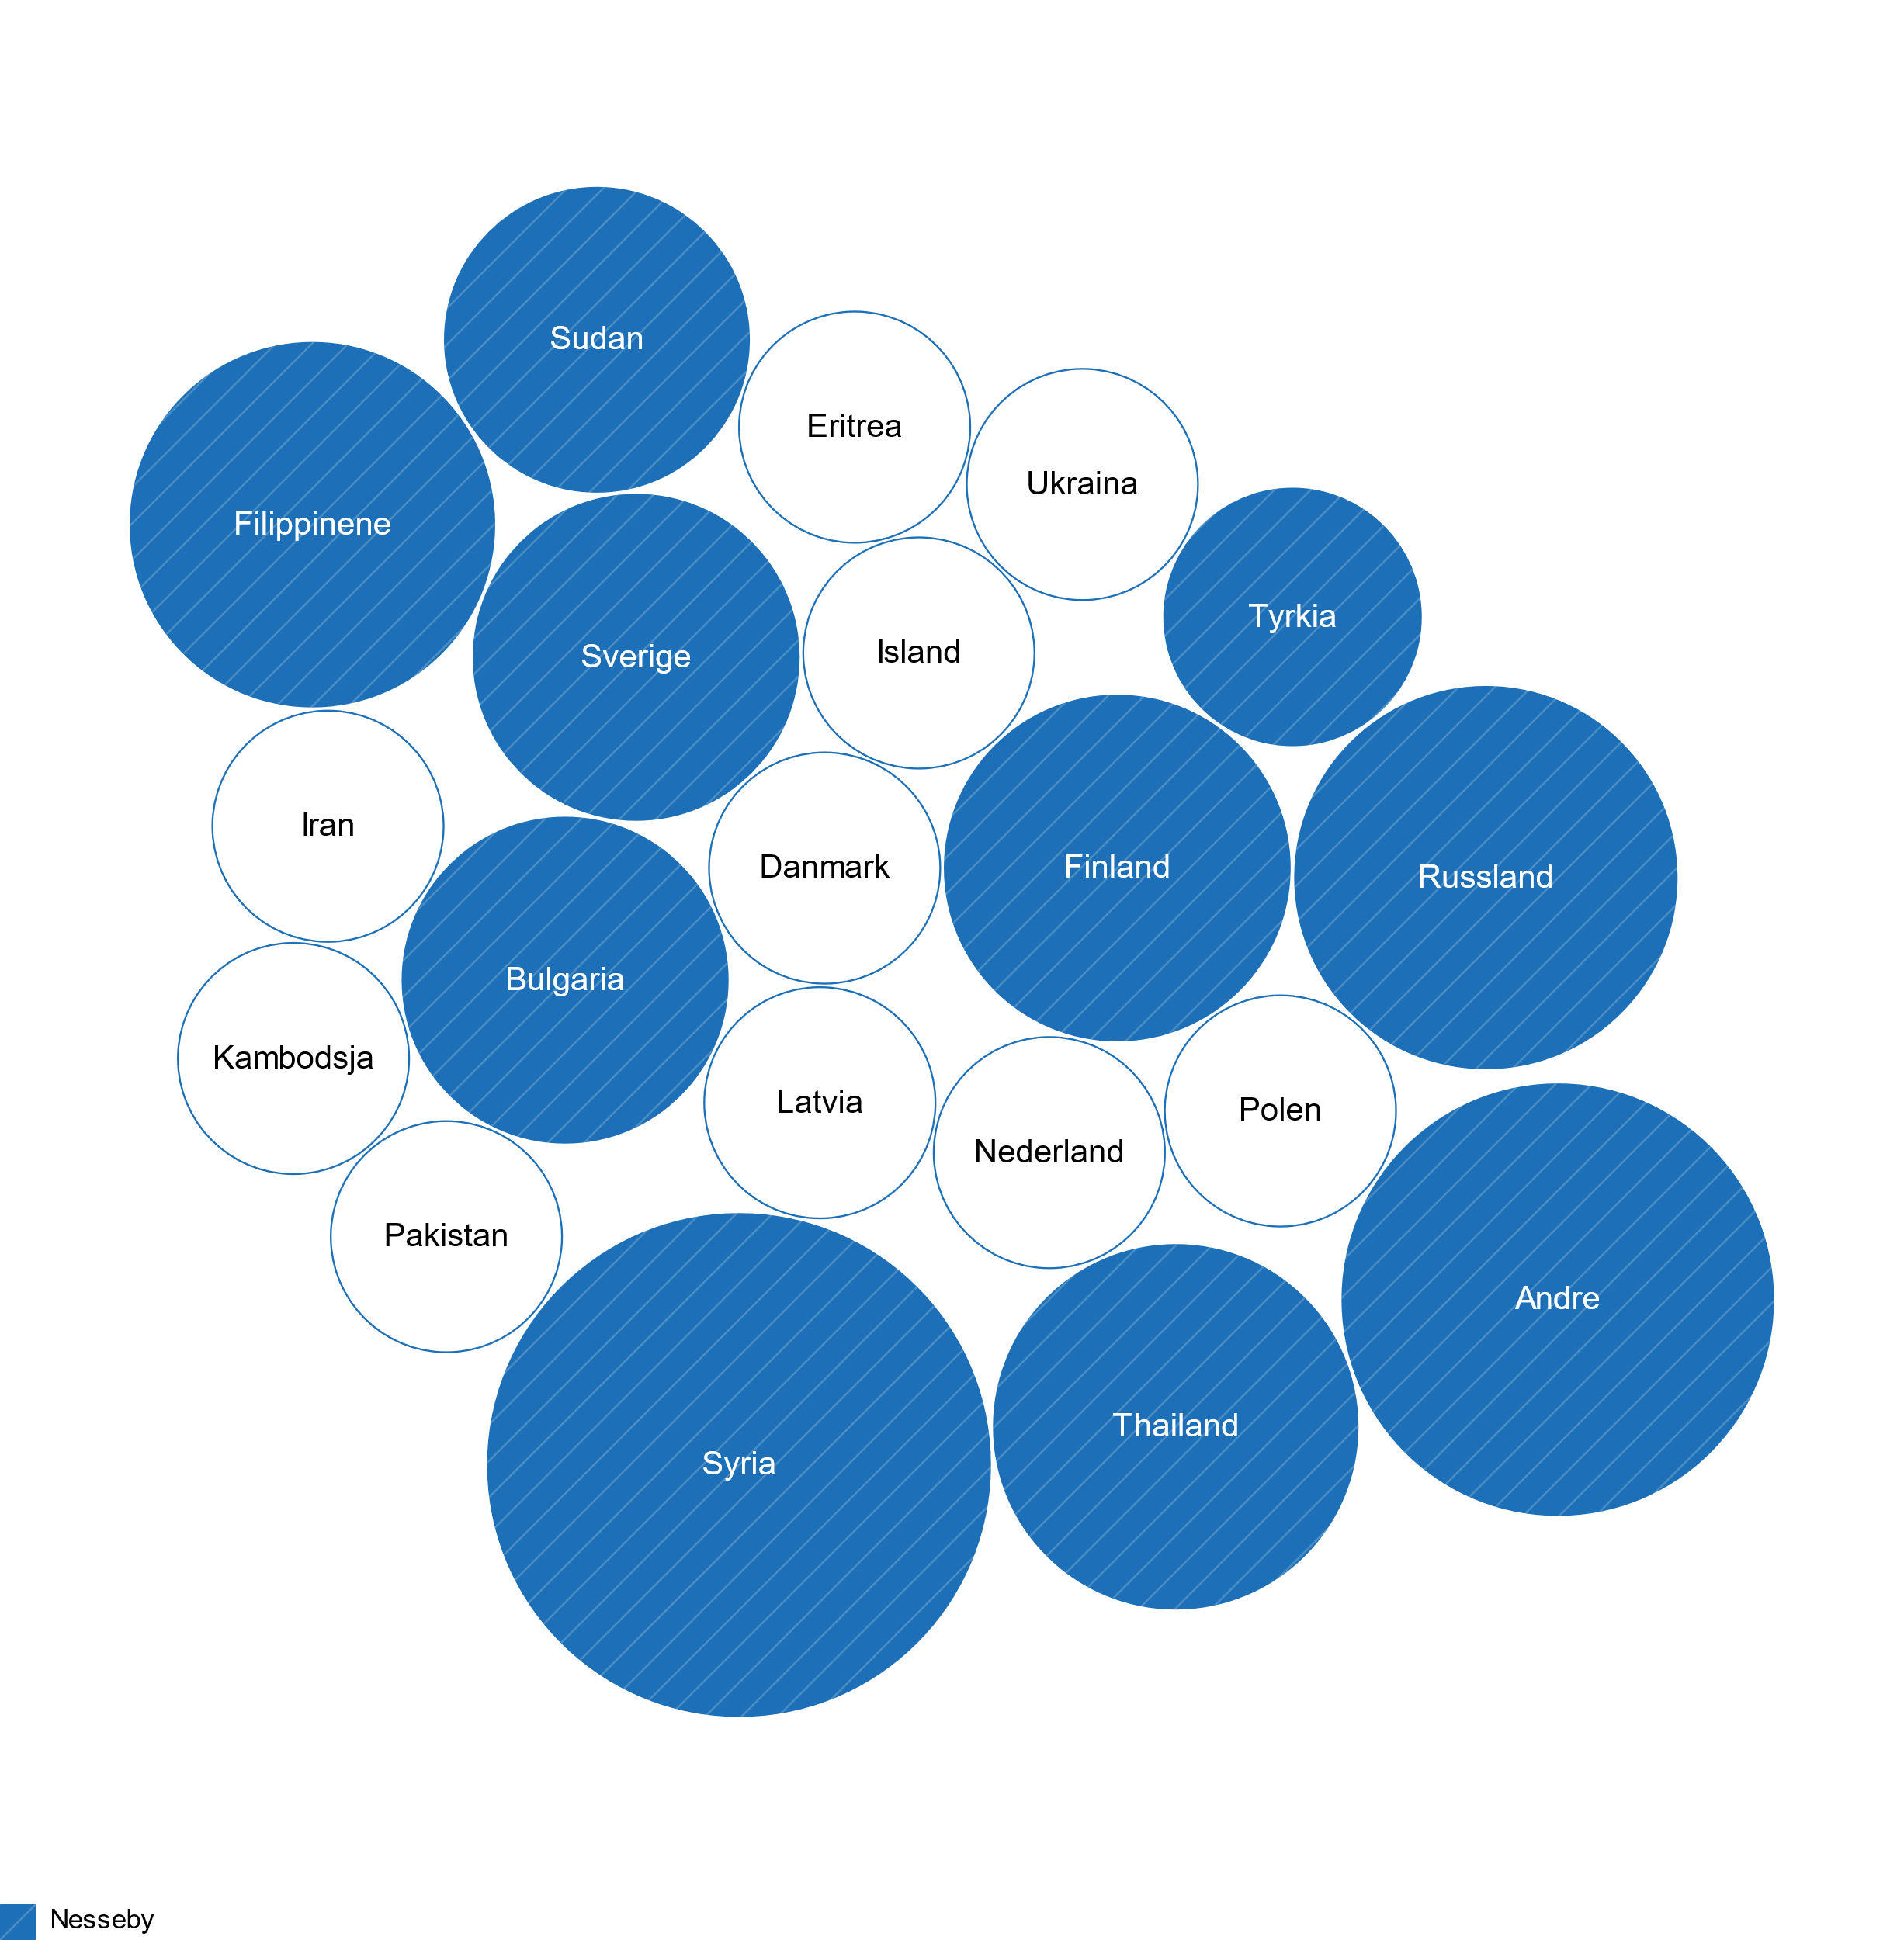 Sudan
Eritrea
Ukraina
Filippinene
Tyrkia
Sverige
Island
Iran
Danmark
Finland
Russland
Bulgaria
Kambodsja
Latvia
Polen
Nederland
Pakistan
Andre
Thailand
Syria
Nesseby